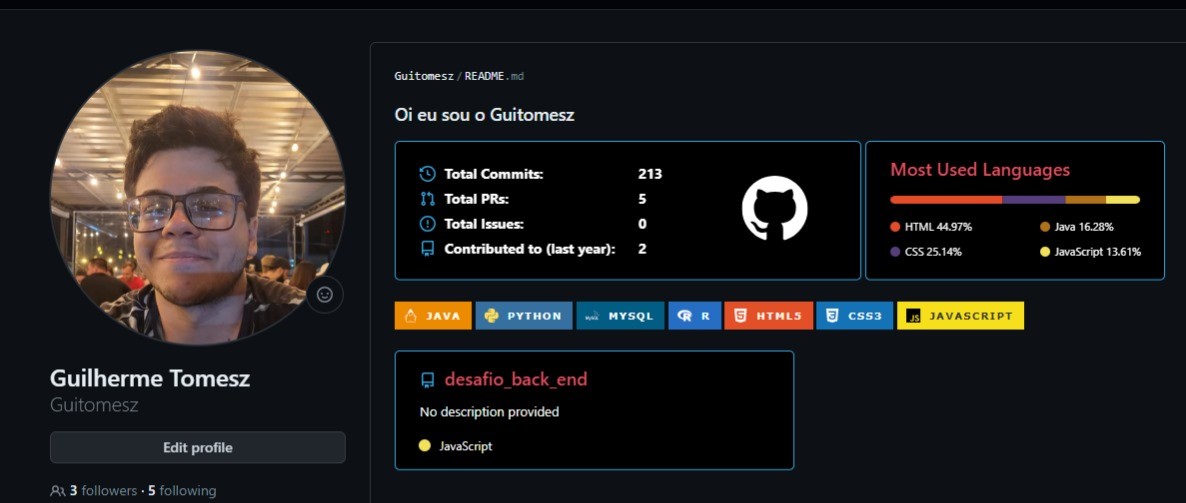 Guitomesz/README.md
Oi eu sou o Guitomesz
Total Commits: 213
Total PRs: 5
Total Issues: 0
Contributed to (last year): 2
Most Used Languages
HTML 44.97%
Java 16.28%
CSS 25.14%
JavaScript 13.61%
JAVA
PYTHON
MYSQL
R
HTML5
CSS3
JS JAVASCRIPT
desafio_back_end
No description provided
JavaScript
Guilherme Tomesz
Guitomesz
Edit profile
3 followers · 5 following